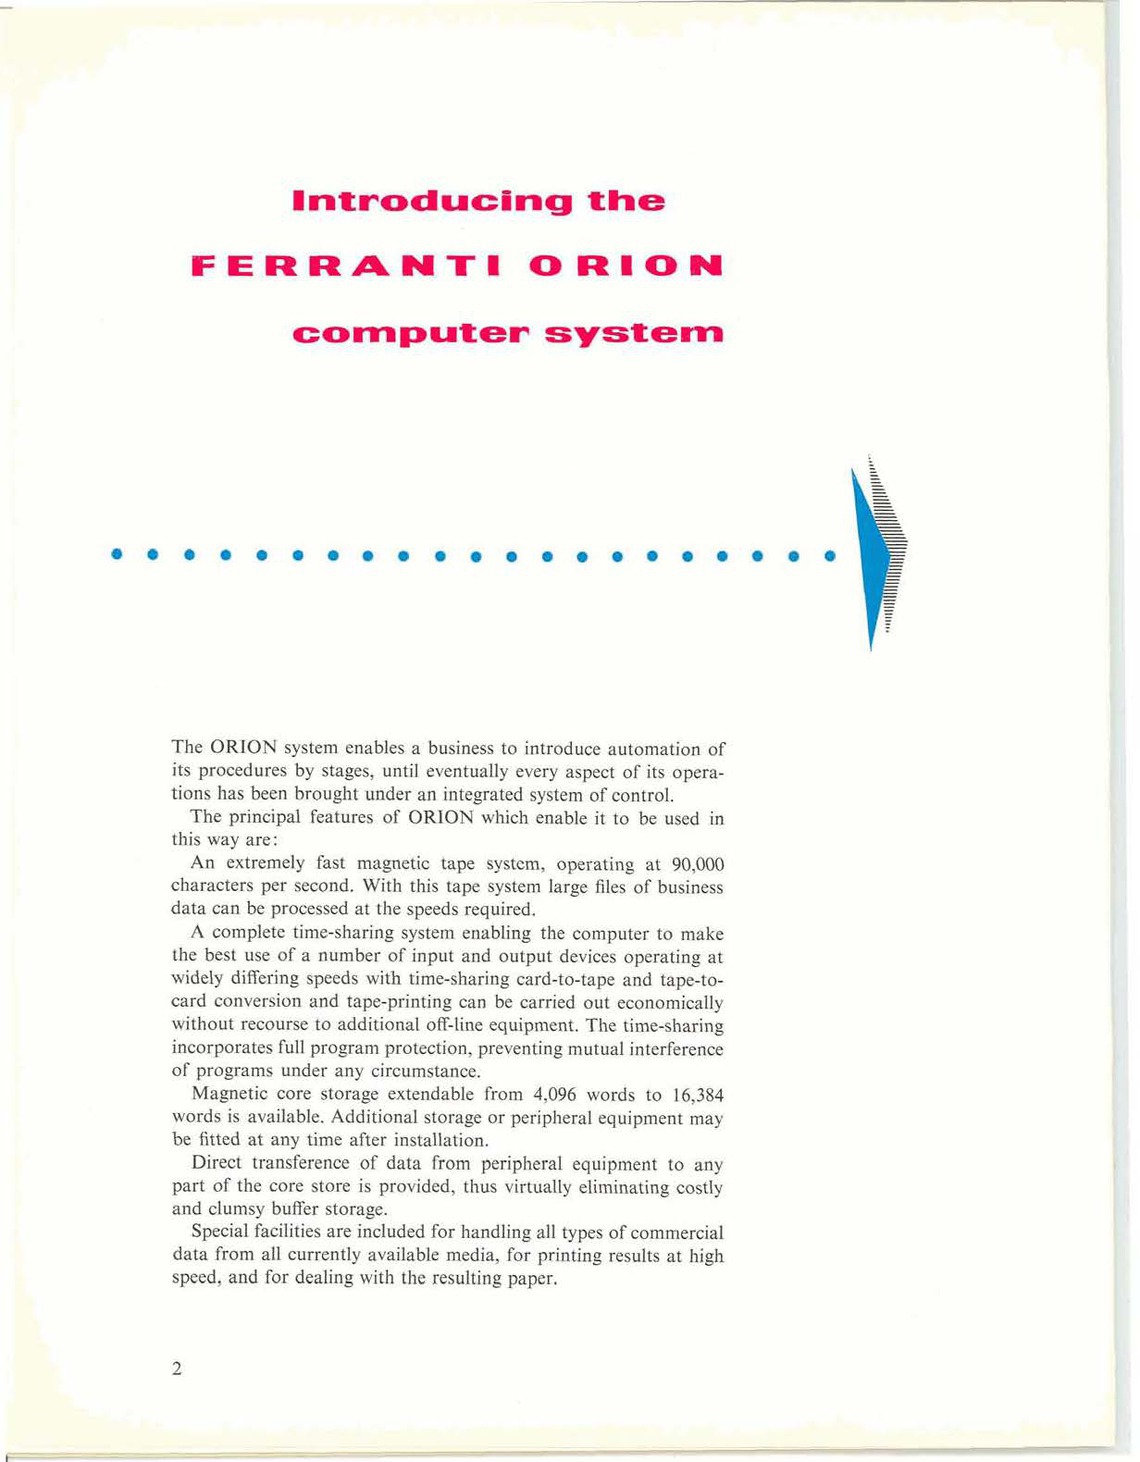 Introducing the
FERRANTI ORION
computer system
The ORION system enables a business to introduce automation of
its procedures by stages, until eventually every aspect of its opera-
tions has been brought under an integrated system of control.
The principal features of ORION which enable it to be used in
this way are:
An extremely fast magnetic tape system, operating at 90,000
characters per second. With this tape system large files of business
data can be processed at the speeds required.
A complete time-sharing system enabling the computer to make
the best use of a number of input and output devices operating at
widely differing speeds with time-sharing card-to-tape and tape-to-
card conversion and tape-printing can be carried out economically
without recourse to additional off-line equipment. The time-sharing
incorporates full program protection, preventing mutual interference
of programs under any circumstance.
Magnetic core storage extendable from 4,096 words to 16,384
words is available. Additional storage or peripheral equipment may
be fitted at any time after installation.
Direct transference of data from peripheral equipment to any
part of the core store is provided, thus virtually eliminating costly
and clumsy buffer storage.
Special facilities are included for handling all types of commercial
data from all currently available media, for printing results at high
speed, and for dealing with the resulting paper.
2